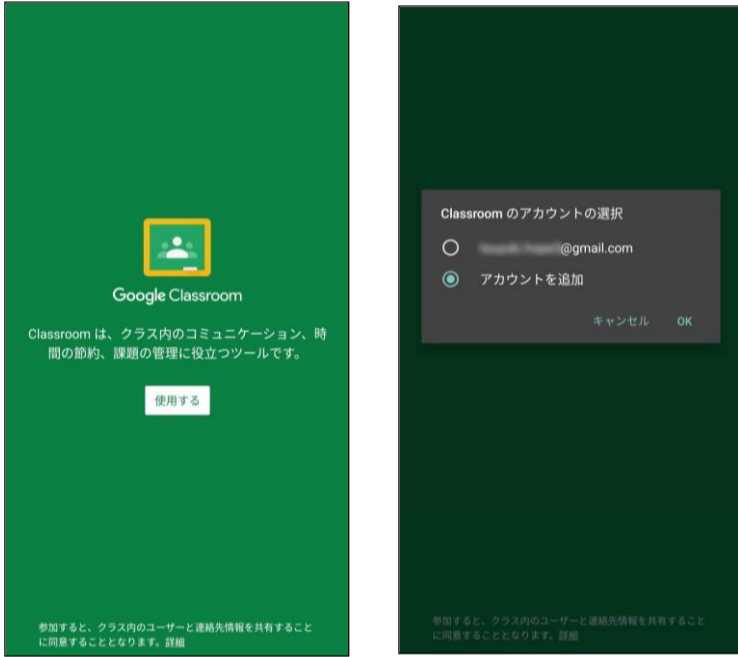 Google Classroom
Classroom は、クラス内のコミュニケーション、時
間の節約、課題の管理に役立つツールです。
使用する
参加すると、クラス内のユーザーと連絡先情報を共有すること
に同意することとなります。詳細
Classroom のアカウントの選択
@gmail.com
アカウントを追加
キャンセル OK
参加すると、クラス内のユーザーと連絡先情報を共有すること
に同意することとなります。詳細